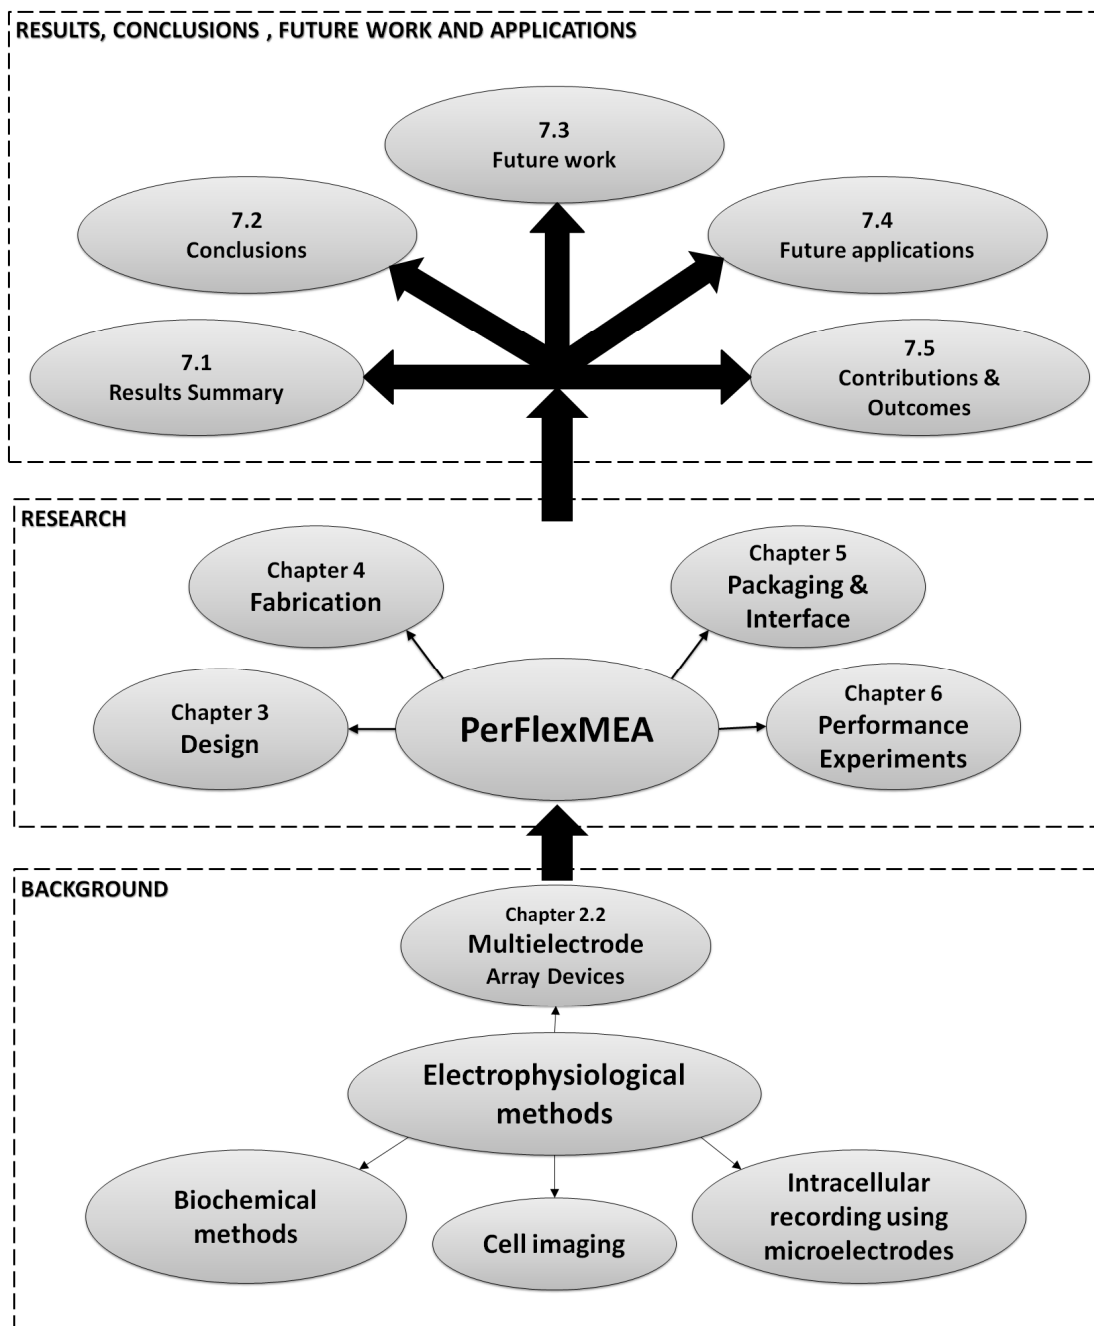 RESULTS, CONCLUSIONS , FUTURE WORK AND APPLICATIONS
7.3
Future work
7.2
Conclusions
7.4
Future applications
7.1
Results Summary
7.5
Contributions &
Outcomes
RESEARCH
Chapter 4
Fabrication
Chapter 5
Packaging &
Interface
Chapter 3
Design
PerFlexMEA
Chapter 6
Performance
Experiments
BACKGROUND
Chapter 2.2
Multielectrode
Array Devices
Electrophysiological
methods
Biochemical
methods
Cell imaging
Intracellular
recording using
microelectrodes